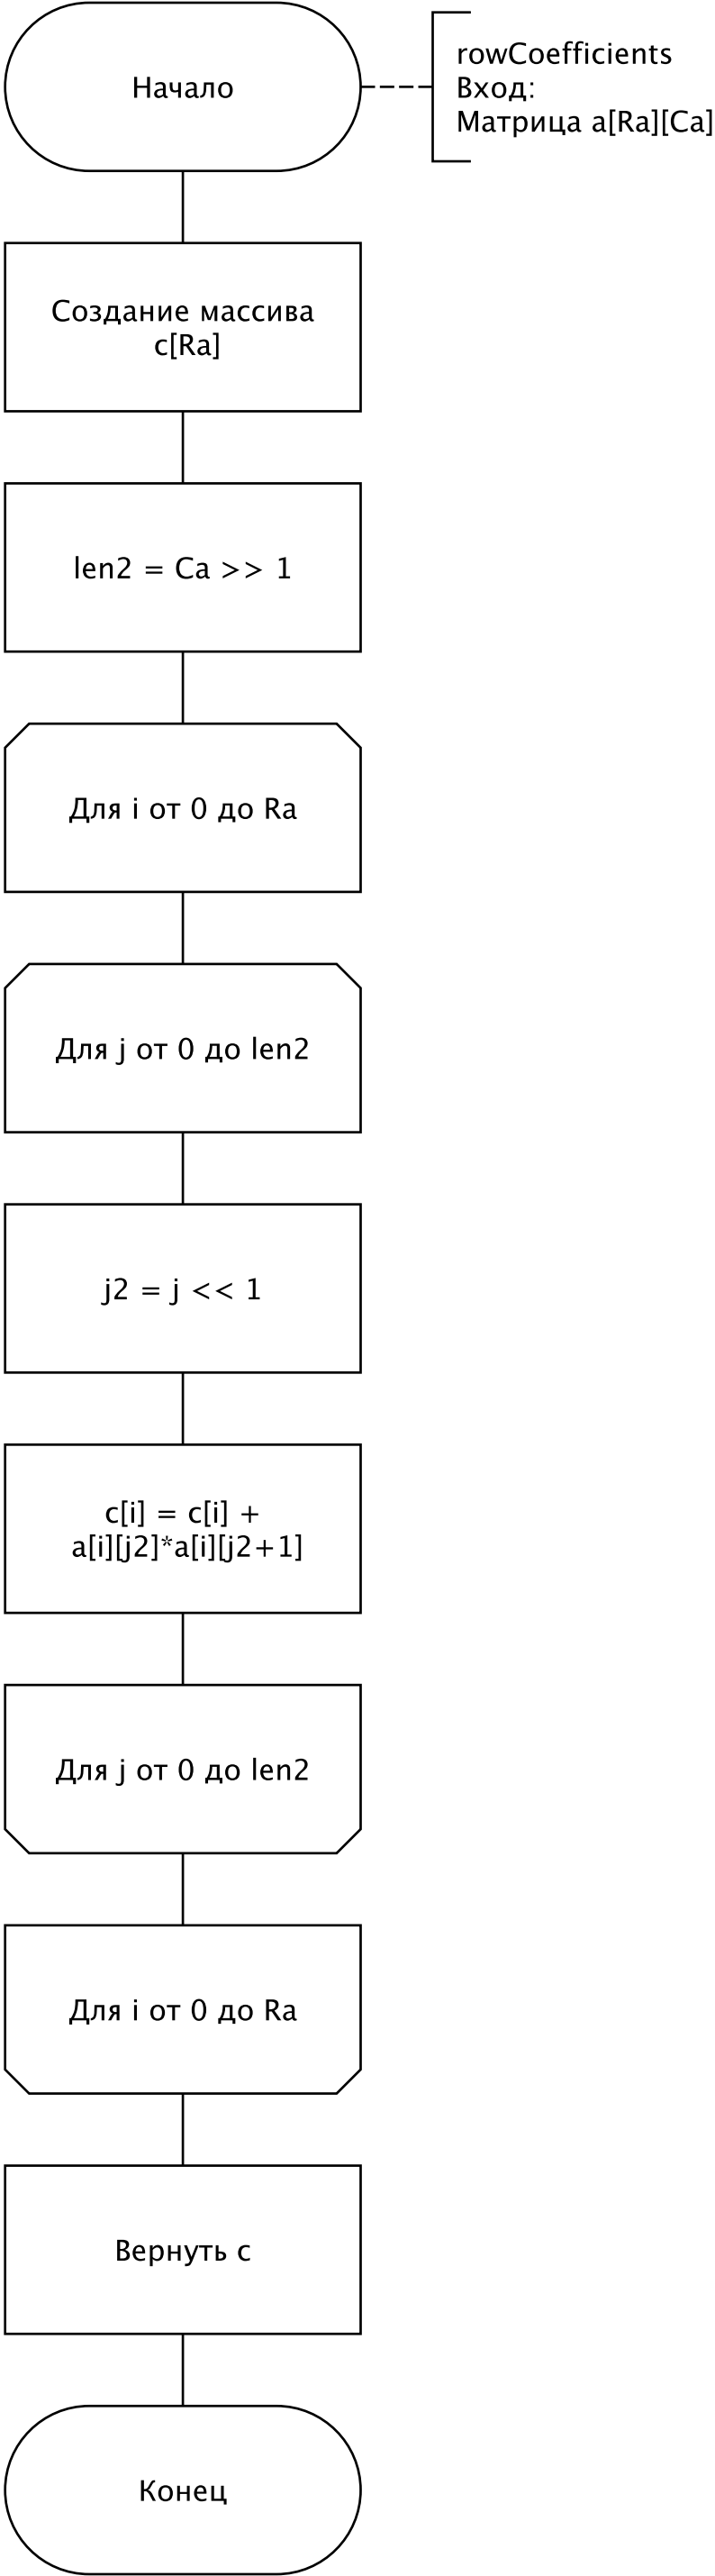 Начало
rowCoefficients
Вход:
Матрица a[Ra][Ca]
Создание массива
c[Ra]
len2 = Ca >> 1
Для i от 0 до Ra
Для j от 0 до len2
j2 = j << 1
c[i] = c[i] +
a[i][j2]*a[i][j2+1]
Для j от 0 до len2
Для i от 0 до Ra
Вернуть c
Конец